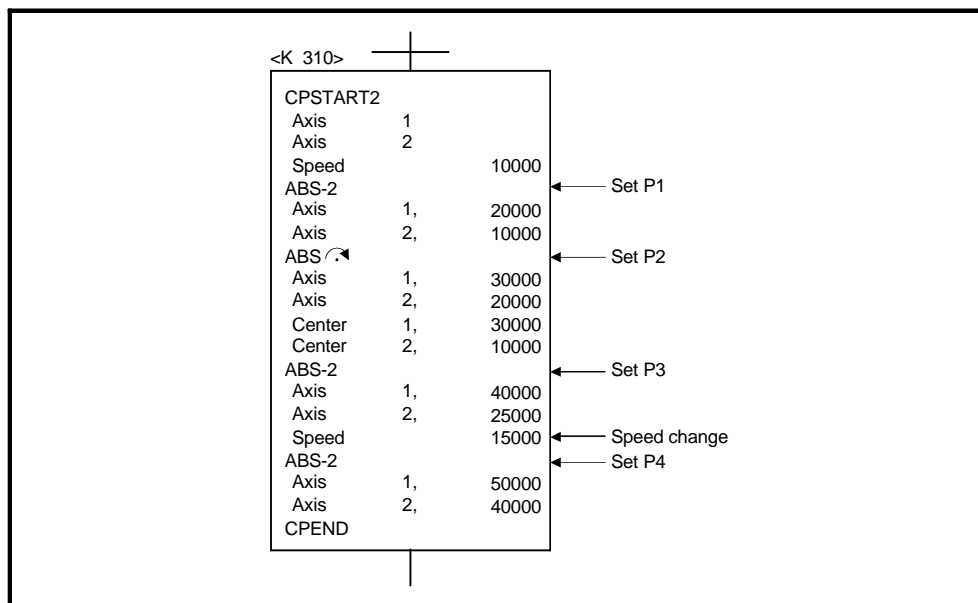 <K 310>
CPSTART2
Axis 1
Axis 2
Speed 10000
ABS-2 Set P1
Axis 1, 20000
Axis 2, 10000
ABS Set P2
Axis 1, 30000
Axis 2, 20000
Center 1, 30000
Center 2, 10000
ABS-2 Set P3
Axis 1, 40000
Axis 2, 25000
Speed 15000 Speed change
ABS-2 Set P4
Axis 1, 50000
Axis 2, 40000
CPEND